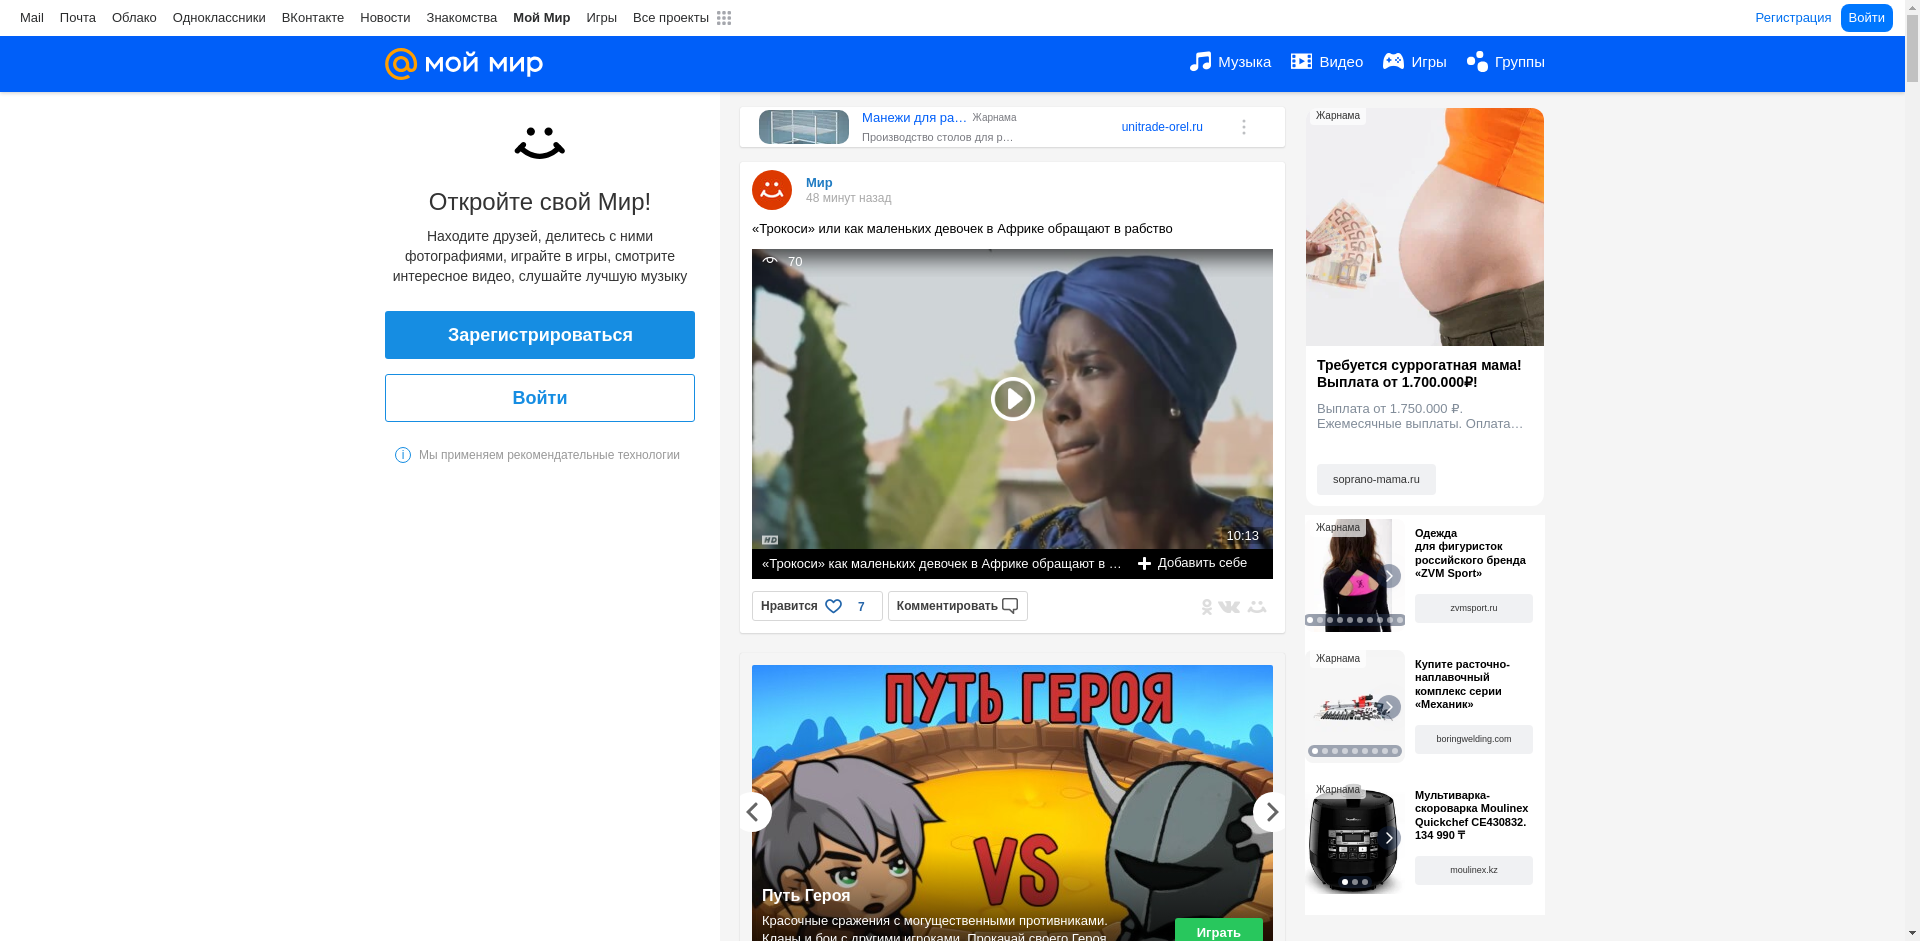 Mail Почта Облако Одноклассники ВКонтакте Новости Знакомства Мой Мир Игры Все проекты
Регистрация Войти
мой мир
Музыка Видео Игры Группы
Откройте свой Мир!
Находите друзей, делитесь с ними
фотографиями, играйте в игры, смотрите
интересное видео, слушайте лучшую музыку
Зарегистрироваться
Войти
Мы применяем рекомендательные технологии
Манежи для ра… Жарнама
Производство столов для р…
unitrade-orel.ru
Мир
48 минут назад
«Трокоси» или как маленьких девочек в Африке обращают в рабство
70
HD
10:13
«Трокоси» как маленьких девочек в Африке обращают в …
Добавить себе
Нравится 7
Комментировать
ПУТЬ ГЕРОЯ
VS
Путь Героя
Красочные сражения с могущественными противниками.
Кланы и бои с другими игроками. Прокачай своего Героя
Играть
Жарнама
Требуется суррогатная мама!
Выплата от 1.700.000₽!
Выплата от 1.750.000 ₽.
Ежемесячные выплаты. Оплата…
soprano-mama.ru
Жарнама
Одежда
для фигуристок
российского бренда
«ZVM Sport»
zvmsport.ru
Жарнама
Купите расточно-
наплавочный
комплекс серии
«Механик»
boringwelding.com
Жарнама
Мультиварка-
скороварка Moulinex
Quickchef CE430832.
134 990 ₸
moulinex.kz